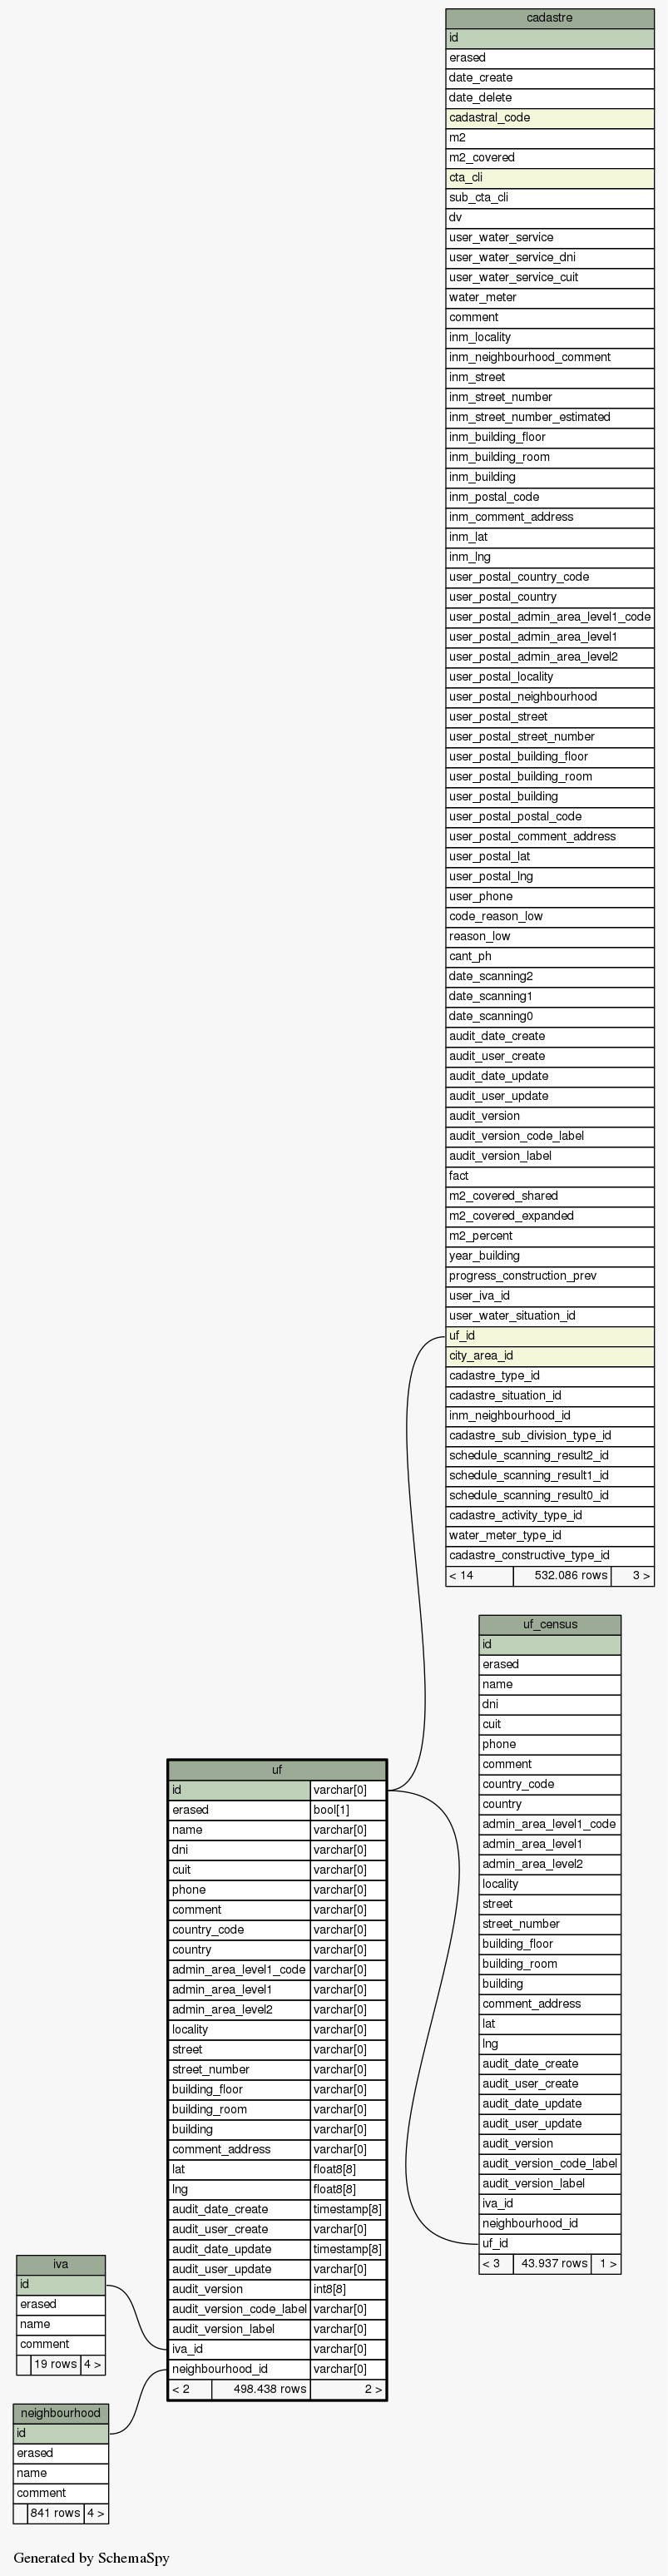 cadastre
id
erased
date_create
date_delete
cadastral_code
m2
m2_covered
cta_cli
sub_cta_cli
dv
user_water_service
user_water_service_dni
user_water_service_cuit
water_meter
comment
inm_locality
inm_neighbourhood_comment
inm_street
inm_street_number
inm_street_number_estimated
inm_building_floor
inm_building_room
inm_building
inm_postal_code
inm_comment_address
inm_lat
inm_lng
user_postal_country_code
user_postal_country
user_postal_admin_area_level1_code
user_postal_admin_area_level1
user_postal_admin_area_level2
user_postal_locality
user_postal_neighbourhood
user_postal_street
user_postal_street_number
user_postal_building_floor
user_postal_building_room
user_postal_building
user_postal_postal_code
user_postal_comment_address
user_postal_lat
user_postal_lng
user_phone
code_reason_low
reason_low
cant_ph
date_scanning2
date_scanning1
date_scanning0
audit_date_create
audit_user_create
audit_date_update
audit_user_update
audit_version
audit_version_code_label
audit_version_label
fact
m2_covered_shared
m2_covered_expanded
m2_percent
year_building
progress_construction_prev
user_iva_id
user_water_situation_id
uf_id
city_area_id
cadastre_type_id
cadastre_situation_id
inm_neighbourhood_id
cadastre_sub_division_type_id
schedule_scanning_result2_id
schedule_scanning_result1_id
schedule_scanning_result0_id
cadastre_activity_type_id
water_meter_type_id
cadastre_constructive_type_id
< 14 532.086 rows 3 >
uf_census
id
erased
name
dni
cuit
phone
comment
country_code
country
admin_area_level1_code
admin_area_level1
admin_area_level2
locality
street
street_number
building_floor
building_room
building
comment_address
lat
lng
audit_date_create
audit_user_create
audit_date_update
audit_user_update
audit_version
audit_version_code_label
audit_version_label
iva_id
neighbourhood_id
uf_id
< 3 43.937 rows 1 >
uf
id varchar[0]
erased bool[1]
name varchar[0]
dni varchar[0]
cuit varchar[0]
phone varchar[0]
comment varchar[0]
country_code varchar[0]
country varchar[0]
admin_area_level1_code varchar[0]
admin_area_level1 varchar[0]
admin_area_level2 varchar[0]
locality varchar[0]
street varchar[0]
street_number varchar[0]
building_floor varchar[0]
building_room varchar[0]
building varchar[0]
comment_address varchar[0]
lat float8[8]
lng float8[8]
audit_date_create timestamp[8]
audit_user_create varchar[0]
audit_date_update timestamp[8]
audit_user_update varchar[0]
audit_version int8[8]
audit_version_code_label varchar[0]
audit_version_label varchar[0]
iva_id varchar[0]
neighbourhood_id varchar[0]
< 2 498.438 rows 2 >
iva
id
erased
name
comment
19 rows 4 >
neighbourhood
id
erased
name
comment
841 rows 4 >
Generated by SchemaSpy